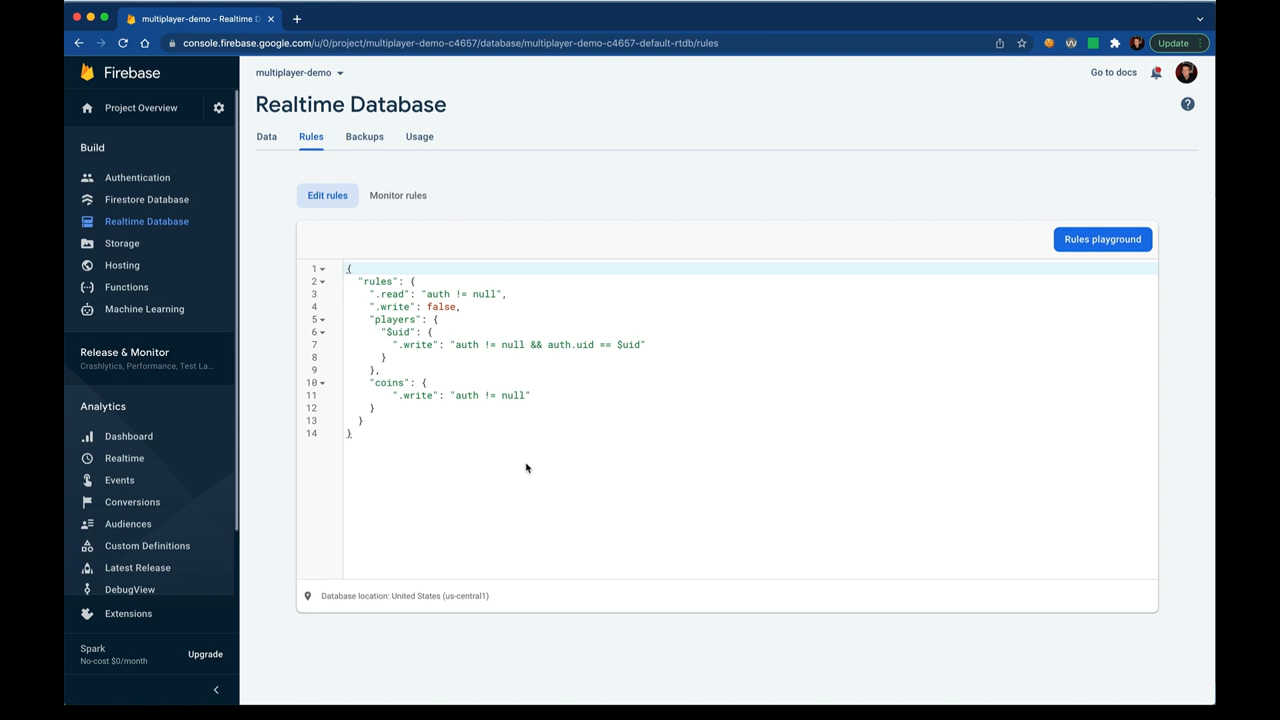 multiplayer-demo – Realtime D
console.firebase.google.com/u/0/project/multiplayer-demo-c4657/database/multiplayer-demo-c4657-default-rtdb/rules
Update
Firebase
multiplayer-demo
Go to docs
Project Overview
Realtime Database
Data Rules Backups Usage
Build
Authentication
Firestore Database
Realtime Database
Storage
Hosting
Functions
Machine Learning
Release & Monitor
Crashlytics, Performance, Test La...
Analytics
Dashboard
Realtime
Events
Conversions
Audiences
Custom Definitions
Latest Release
DebugView
Extensions
Spark
No-cost $0/month
Upgrade
Edit rules Monitor rules
Rules playground
1 {
2 "rules": {
3 ".read": "auth != null",
4 ".write": false,
5 "players": {
6 "$uid": {
7 ".write": "auth != null && auth.uid == $uid"
8 }
9 },
10 "coins": {
11 ".write": "auth != null"
12 }
13 }
14 }
Database location: United States (us-central1)